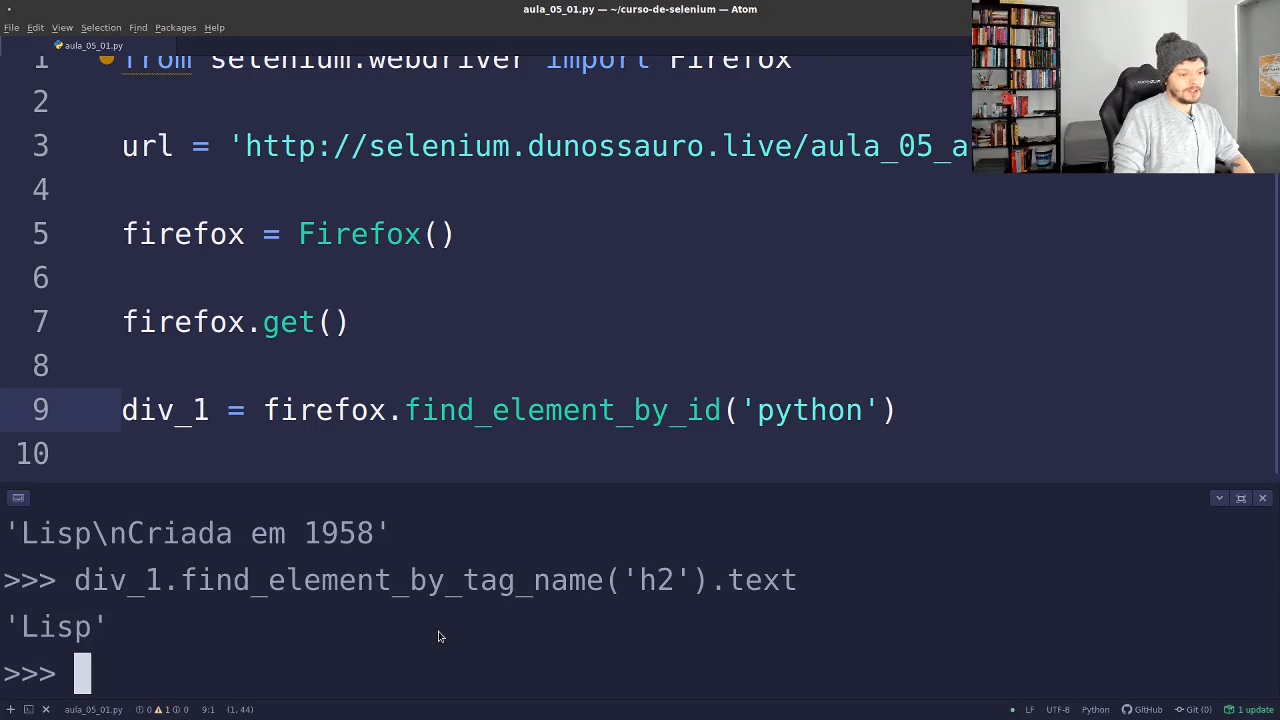 aula_05_01.py — ~/curso-de-selenium — Atom
File Edit View Selection Find Packages Help
aula_05_01.py
1 from selenium.webdriver import Firefox
2
3 url = 'http://selenium.dunossauro.live/aula_05_a
4
5 firefox = Firefox()
6
7 firefox.get()
8
9 div_1 = firefox.find_element_by_id('python')
10
'Lisp\nCriada em 1958'
>>> div_1.find_element_by_tag_name('h2').text
'Lisp'
>>>
aula_05_01.py 0 1 0 9:1 (1, 44) LF UTF-8 Python GitHub Git (0) 1 update